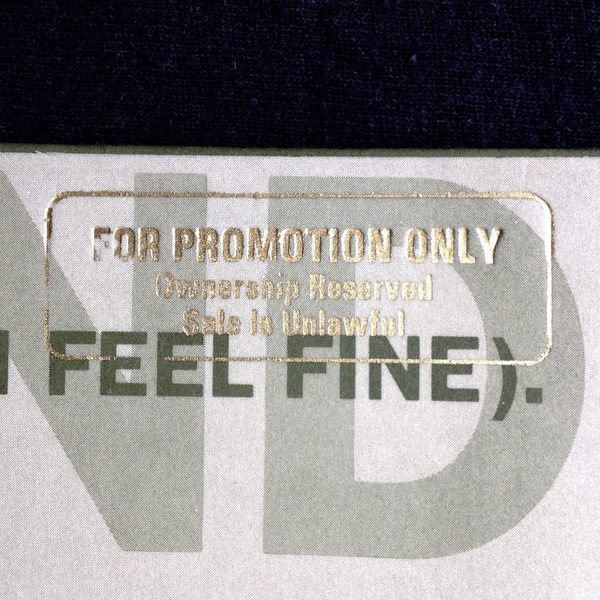 ND
FOR PROMOTION ONLY
Ownership Reserved
Sale Is Unlawful
FEEL FINE).